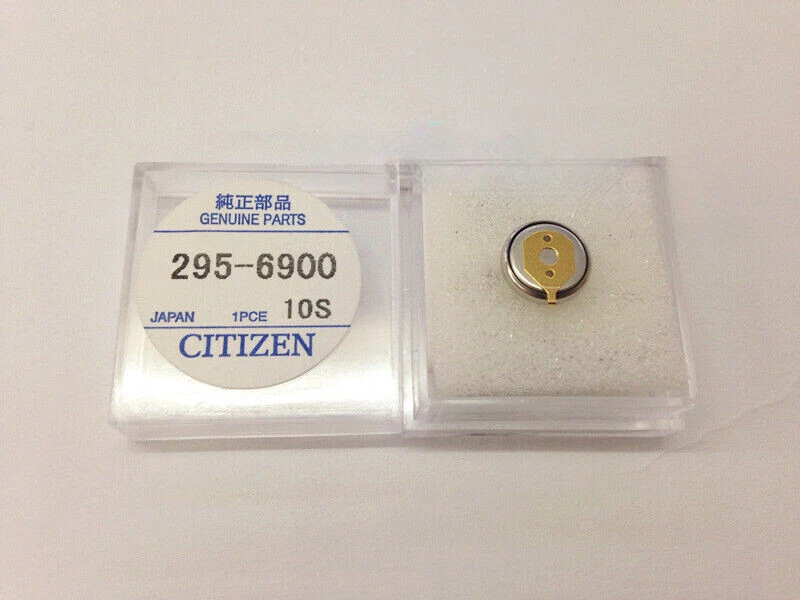 純正部品
GENUINE PARTS
295-6900
JAPAN 1PCE 10S
CITIZEN